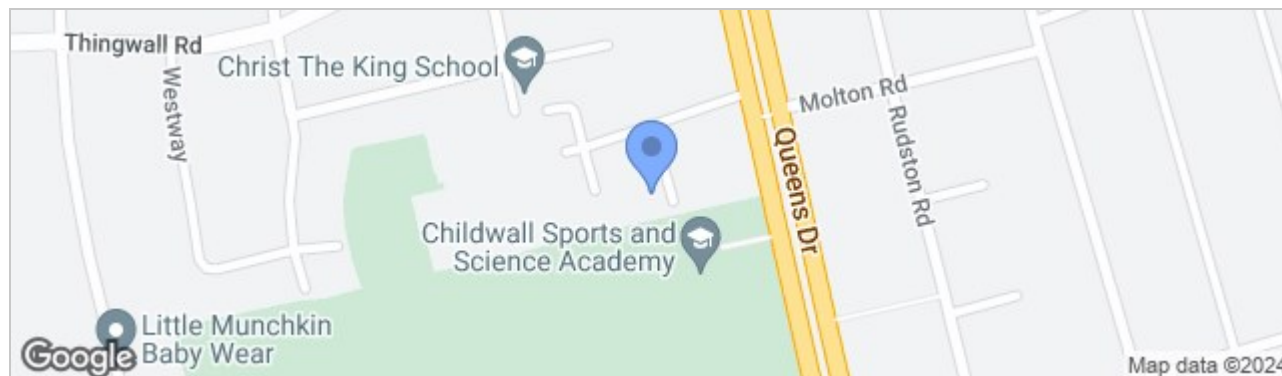 Thingwall Rd
Westway
Christ The King School
Molton Rd
Rudston Rd
Queens Dr
Childwall Sports and
Science Academy
Little Munchkin
Baby Wear
Google
Map data ©2024